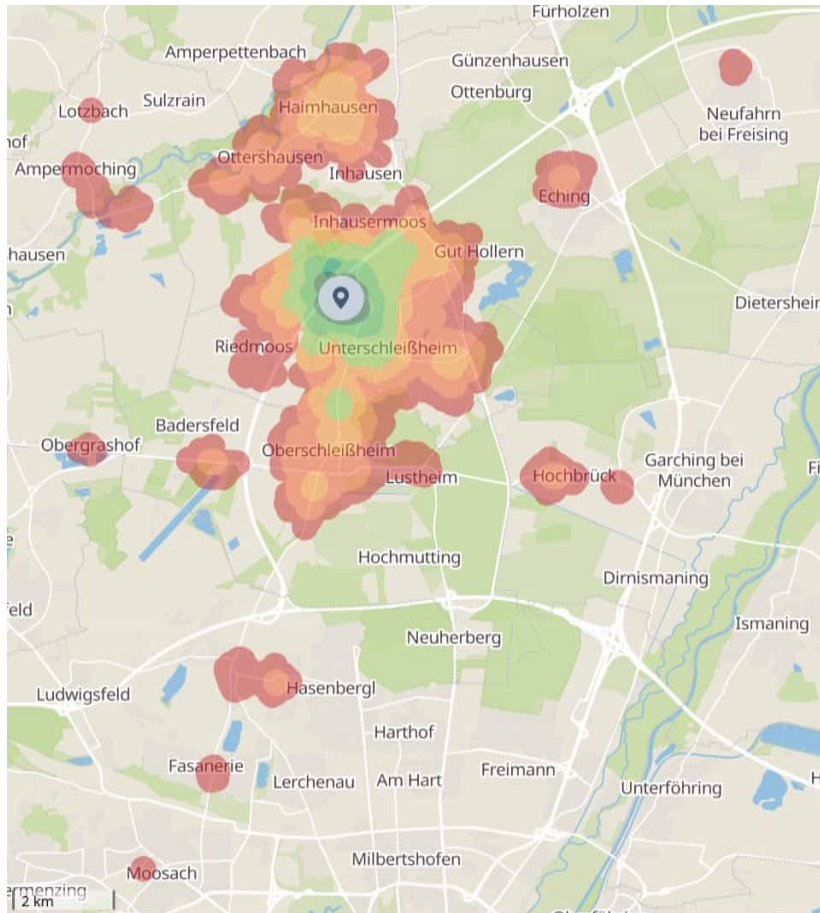 Fürholzen
Amperpettenbach
Günzenhausen
Ottenburg
Sulzrain
Lotzbach
Haimhausen
Neufahrn
bei Freising
hof
Ottershausen
Ampermoching
Inhausen
Eching
Inhausermoos
Gut Hollern
hausen
Dietersheim
Riedmoos
Unterschleißheim
Badersfeld
Obergrashof
Oberschleißheim
Lustheim
Hochbrück
Garching bei
München
Hochmutting
Dirnismaning
feld
Ismaning
Neuherberg
Ludwigsfeld
Hasenbergl
Harthof
Fasanerie
Lerchenau
Am Hart
Freimann
Unterföhring
Milbertshofen
Moosach
ermenzing
2 km